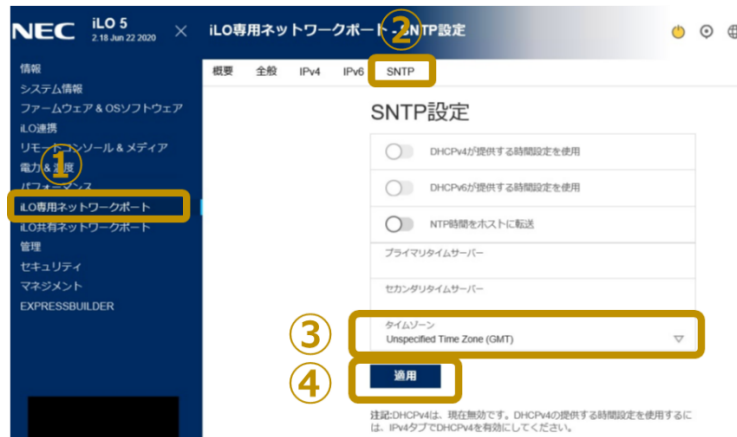 NEC
iLO 5
2.18 Jun 22 2020
iLO専用ネットワークポート - SNTP設定
②
情報
システム情報
ファームウェア & OSソフトウェア
iLO連携
リモートコンソール & メディア
①
電力 & 温度
パフォーマンス
iLO専用ネットワークポート
iLO共有ネットワークポート
管理
セキュリティ
マネジメント
EXPRESSBUILDER
概要 全般 IPv4 IPv6 SNTP
SNTP設定
DHCPv4が提供する時間設定を使用
DHCPv6が提供する時間設定を使用
NTP時間をホストに転送
プライマリタイムサーバー
セカンダリタイムサーバー
③
タイムゾーン
Unspecified Time Zone (GMT)
④
適用
注記:DHCPv4は、現在無効です。DHCPv4の提供する時間設定を使用するに
は、IPv4タブでDHCPv4を有効にしてください。